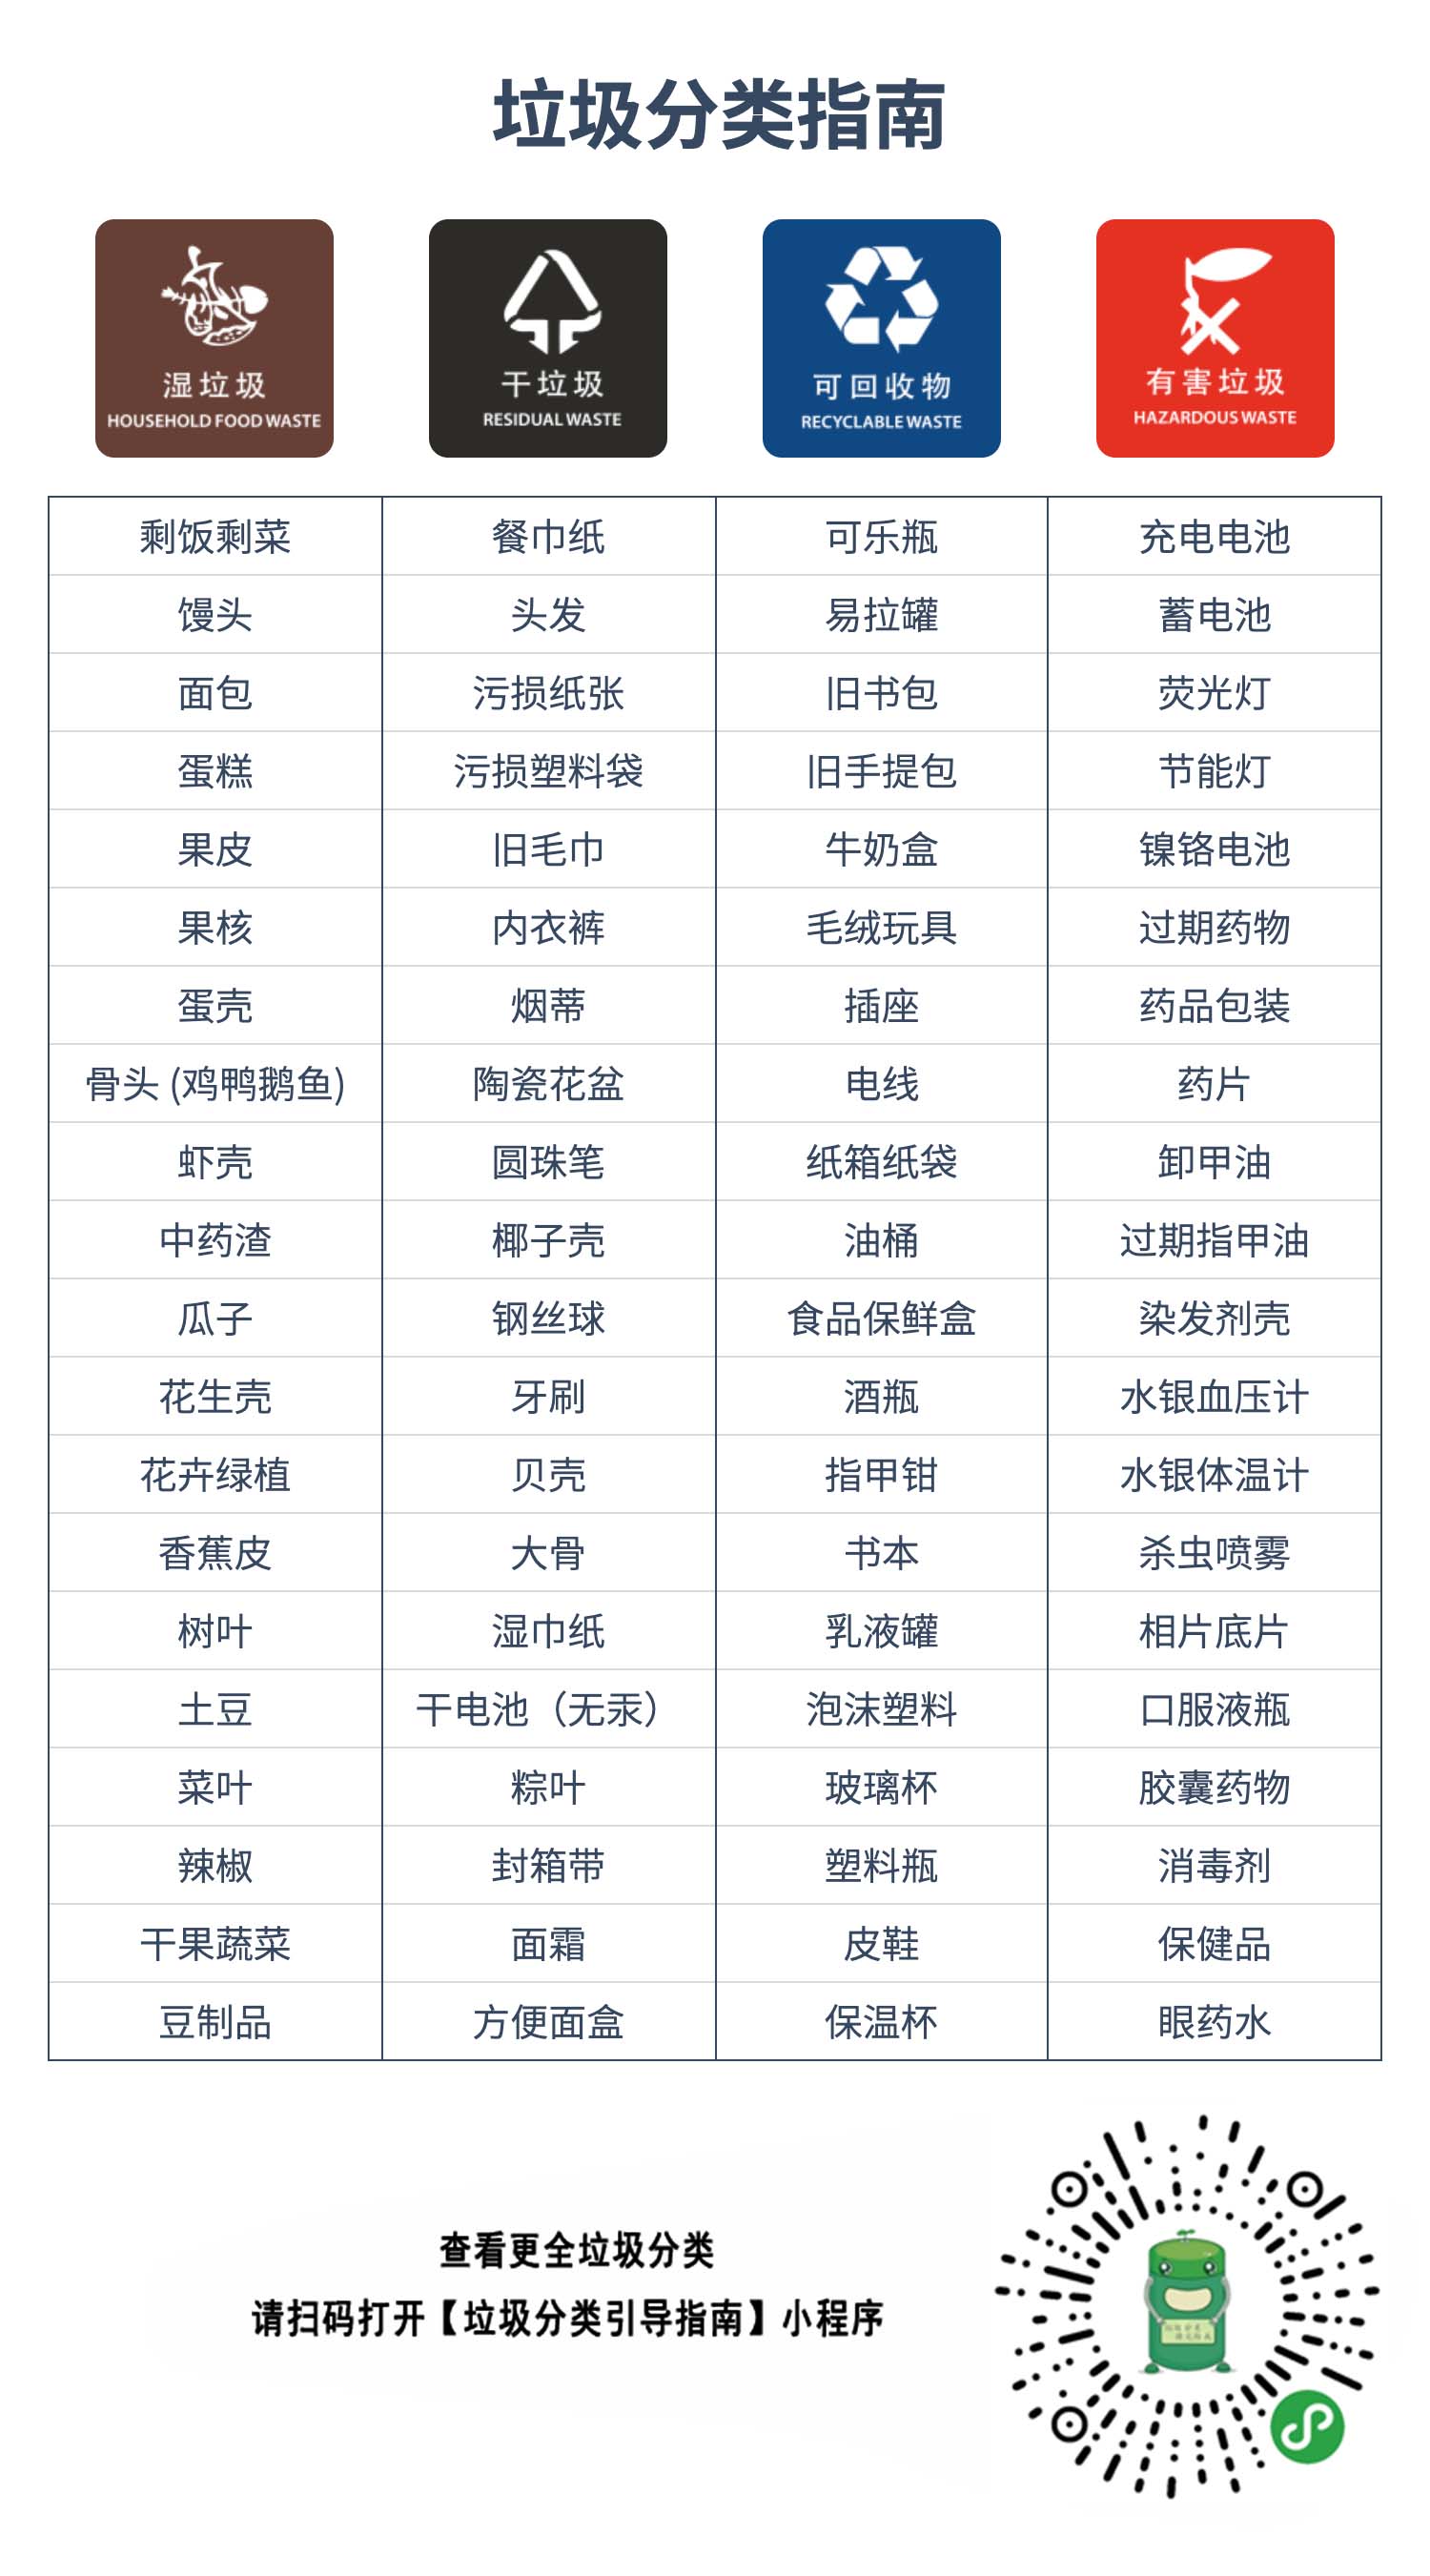 垃圾分类指南
湿垃圾 干垃圾 可回收物 有害垃圾
HOUSEHOLD FOOD WASTE RESIDUAL WASTE RECYCLABLE WASTE HAZARDOUS WASTE
剩饭剩菜 餐巾纸 可乐瓶 充电电池
馒头 头发 易拉罐 蓄电池
面包 污损纸张 旧书包 荧光灯
蛋糕 污损塑料袋 旧手提包 节能灯
果皮 旧毛巾 牛奶盒 镍铬电池
果核 内衣裤 毛绒玩具 过期药物
蛋壳 烟蒂 插座 药品包装
骨头 (鸡鸭鹅鱼) 陶瓷花盆 电线 药片
虾壳 圆珠笔 纸箱纸袋 卸甲油
中药渣 椰子壳 油桶 过期指甲油
瓜子 钢丝球 食品保鲜盒 染发剂壳
花生壳 牙刷 酒瓶 水银血压计
花卉绿植 贝壳 指甲钳 水银体温计
香蕉皮 大骨 书本 杀虫喷雾
树叶 湿巾纸 乳液罐 相片底片
土豆 干电池（无汞） 泡沫塑料 口服液瓶
菜叶 粽叶 玻璃杯 胶囊药物
辣椒 封箱带 塑料瓶 消毒剂
干果蔬菜 面霜 皮鞋 保健品
豆制品 方便面盒 保温杯 眼药水
查看更全垃圾分类
请扫码打开【垃圾分类引导指南】小程序